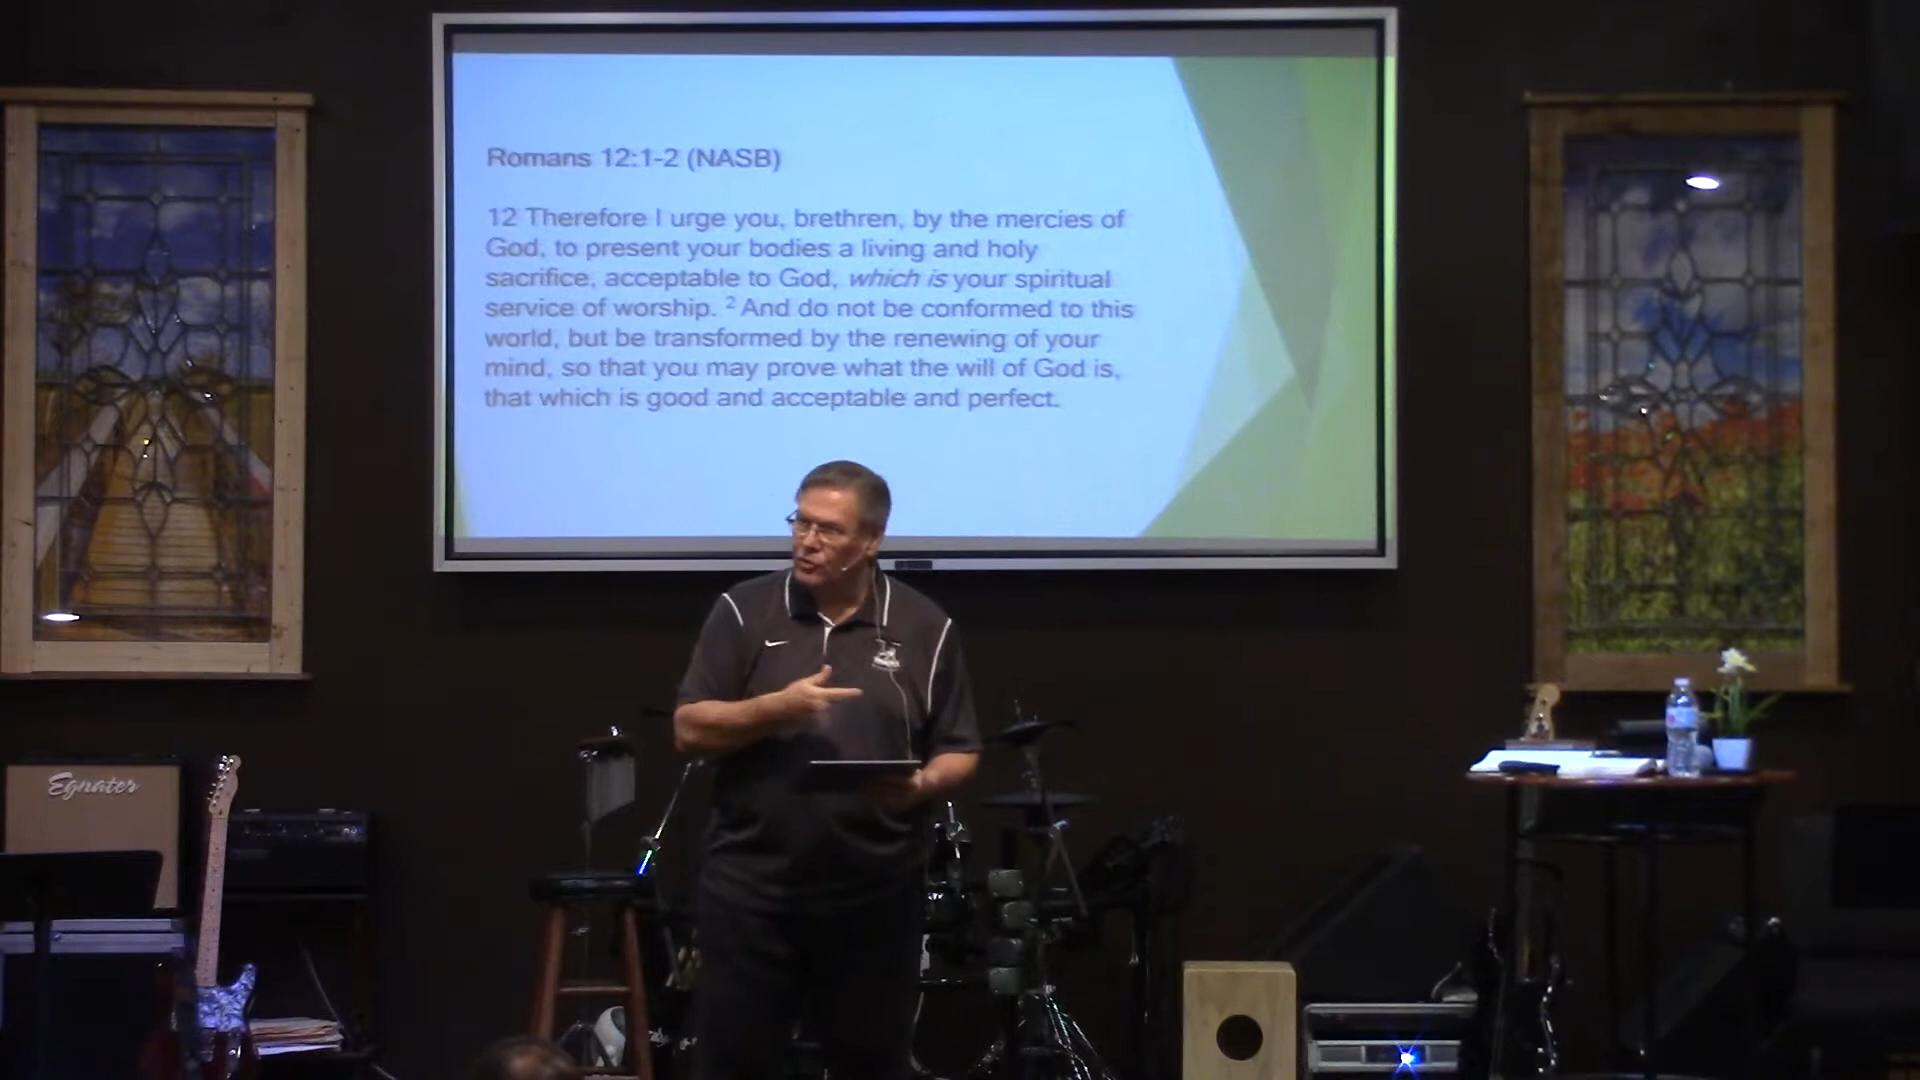 Romans 12:1-2 (NASB)
12 Therefore I urge you, brethren, by the mercies of
God, to present your bodies a living and holy
sacrifice, acceptable to God, which is your spiritual
service of worship. 2 And do not be conformed to this
world, but be transformed by the renewing of your
mind, so that you may prove what the will of God is,
that which is good and acceptable and perfect.
Egnater